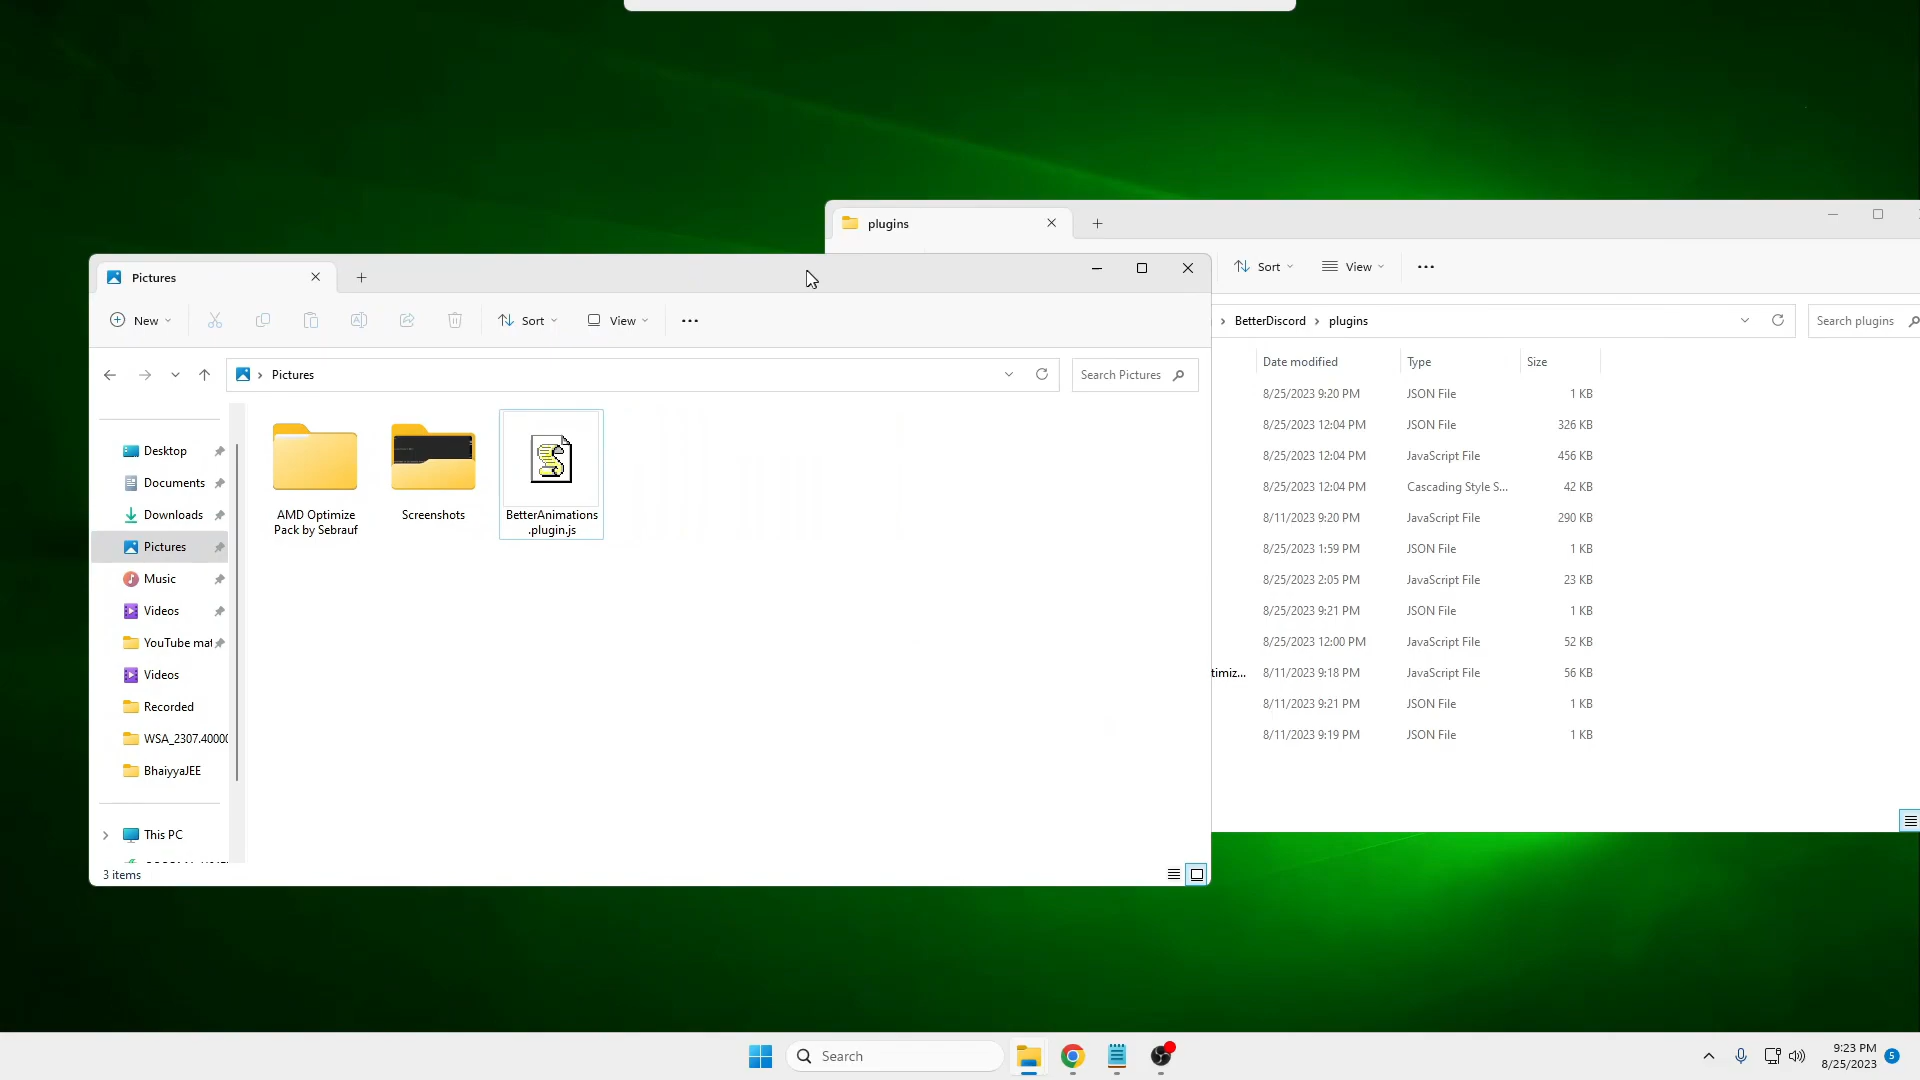 plugins
Sort
View
BetterDiscord
plugins
Search plugins
Date modified
Type
Size
8/25/2023 9:20 PM
JSON File
1 KB
8/25/2023 12:04 PM
JSON File
326 KB
8/25/2023 12:04 PM
JavaScript File
456 KB
8/25/2023 12:04 PM
Cascading Style S...
42 KB
8/11/2023 9:20 PM
JavaScript File
290 KB
8/25/2023 1:59 PM
JSON File
1 KB
8/25/2023 2:05 PM
JavaScript File
23 KB
8/25/2023 9:21 PM
JSON File
1 KB
8/25/2023 12:00 PM
JavaScript File
52 KB
timiz...
8/11/2023 9:18 PM
JavaScript File
56 KB
8/11/2023 9:21 PM
JSON File
1 KB
8/11/2023 9:19 PM
JSON File
1 KB
Pictures
New
Sort
View
Pictures
Search Pictures
Desktop
Documents
Downloads
Pictures
Music
Videos
YouTube mat
Videos
Recorded
WSA_2307.40000
BhaiyyaJEE
This PC
AMD Optimize
Pack by Sebrauf
Screenshots
BetterAnimations
.plugin.js
3 items
Search
9:23 PM
8/25/2023
5